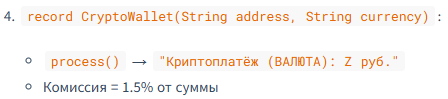 4. record CryptoWallet(String address, String currency) :
○ process() → "Криптоплатёж (ВАЛЮТА): Z руб."
○ Комиссия = 1.5% от суммы